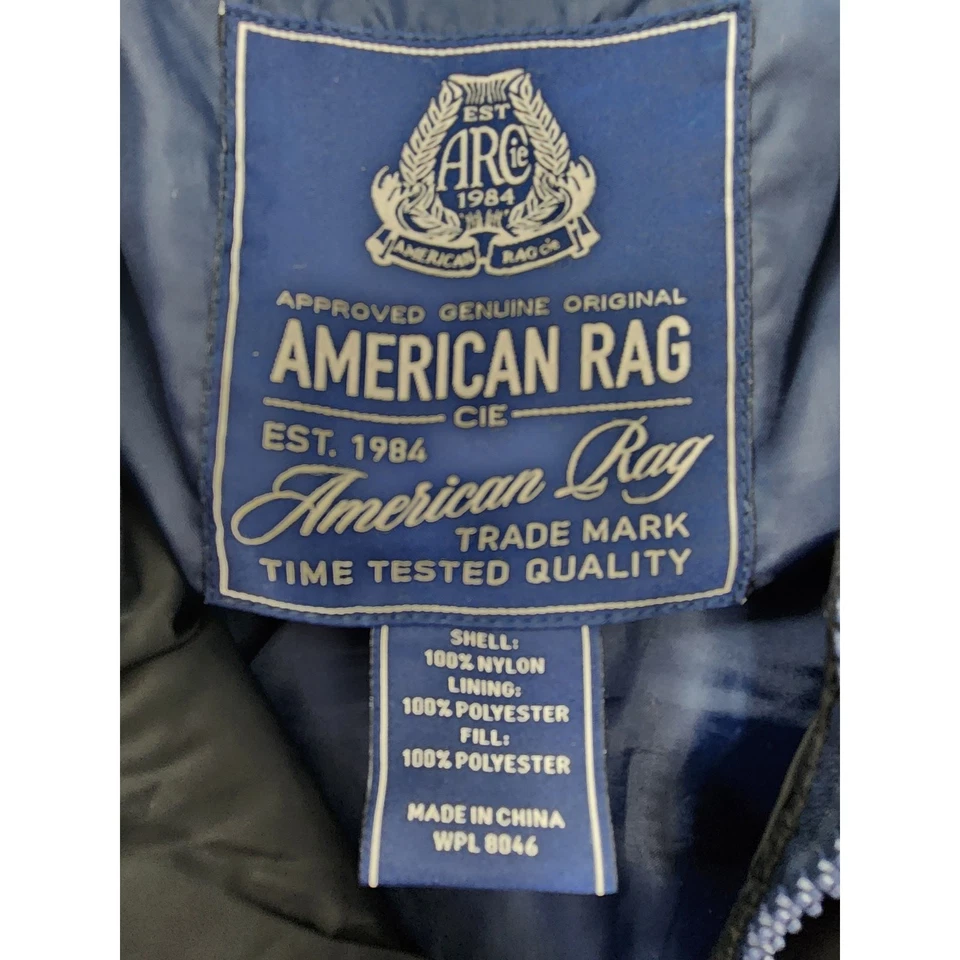 EST
ARCie
1984
AMERICAN RAG cie
APPROVED GENUINE ORIGINAL
AMERICAN RAG
CIE
EST. 1984
American Rag
TRADE MARK
TIME TESTED QUALITY
SHELL:
100% NYLON
LINING:
100% POLYESTER
FILL:
100% POLYESTER
MADE IN CHINA
WPL 8046